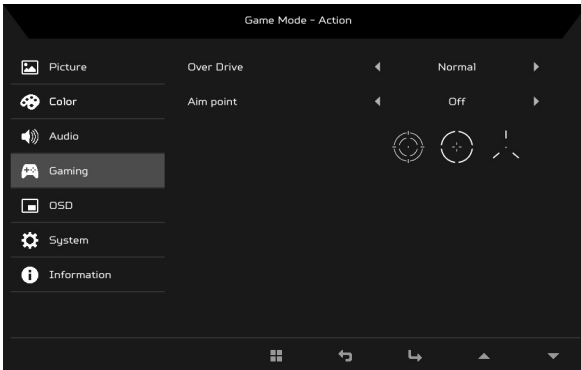 Game Mode - Action
Picture
Over Drive Normal
Color
Aim point Off
Audio
Gaming
OSD
System
Information